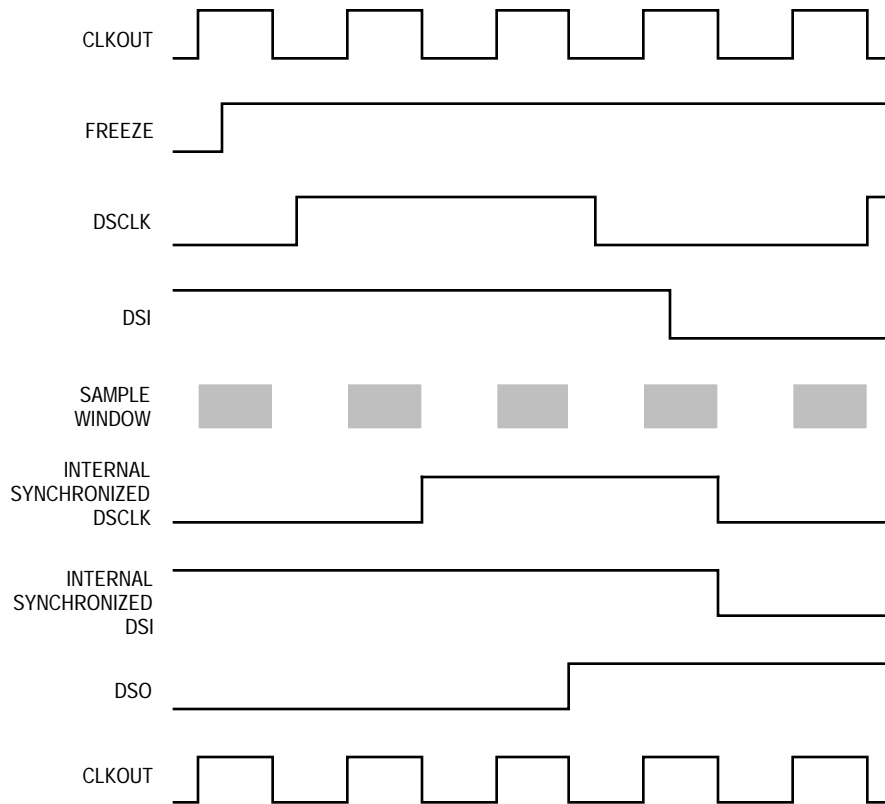 CLKOUT
FREEZE
DSCLK
DSI
SAMPLE
WINDOW
INTERNAL
SYNCHRONIZED
DSCLK
INTERNAL
SYNCHRONIZED
DSI
DSO
CLKOUT